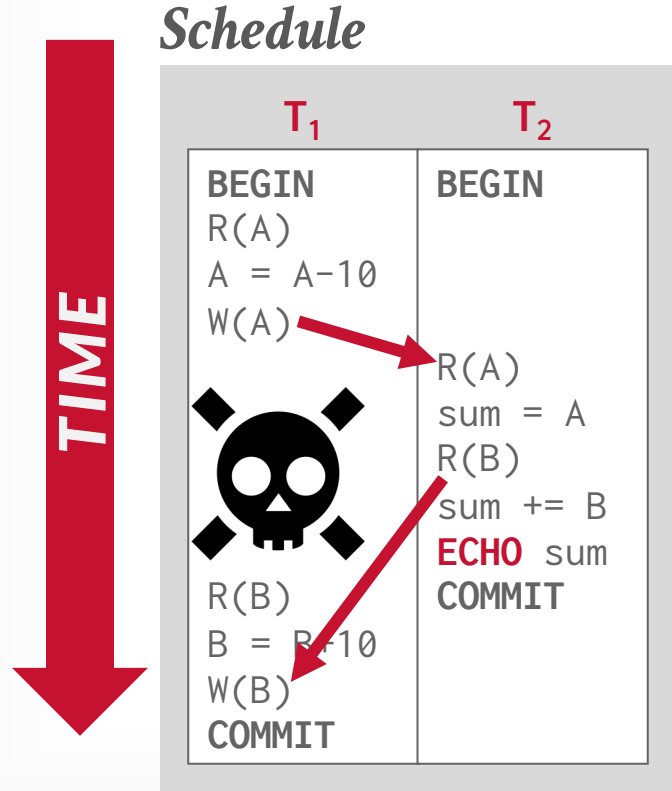 Schedule
TIME
T₁ T₂
BEGIN BEGIN
R(A)
A = A-10
W(A)
R(A)
sum = A
R(B)
sum += B
ECHO sum
R(B) COMMIT
B = B+10
W(B)
COMMIT